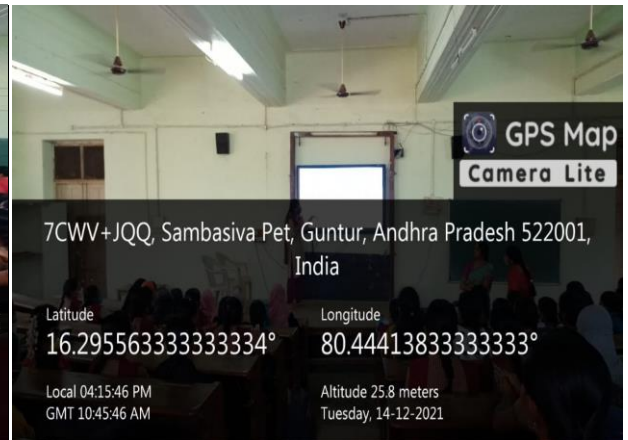 GPS Map
Camera Lite
7CWV+JQQ, Sambasiva Pet, Guntur, Andhra Pradesh 522001,
India
Latitude
16.295563333333334°
Longitude
80.44413833333333°
Local 04:15:46 PM
GMT 10:45:46 AM
Altitude 25.8 meters
Tuesday, 14-12-2021